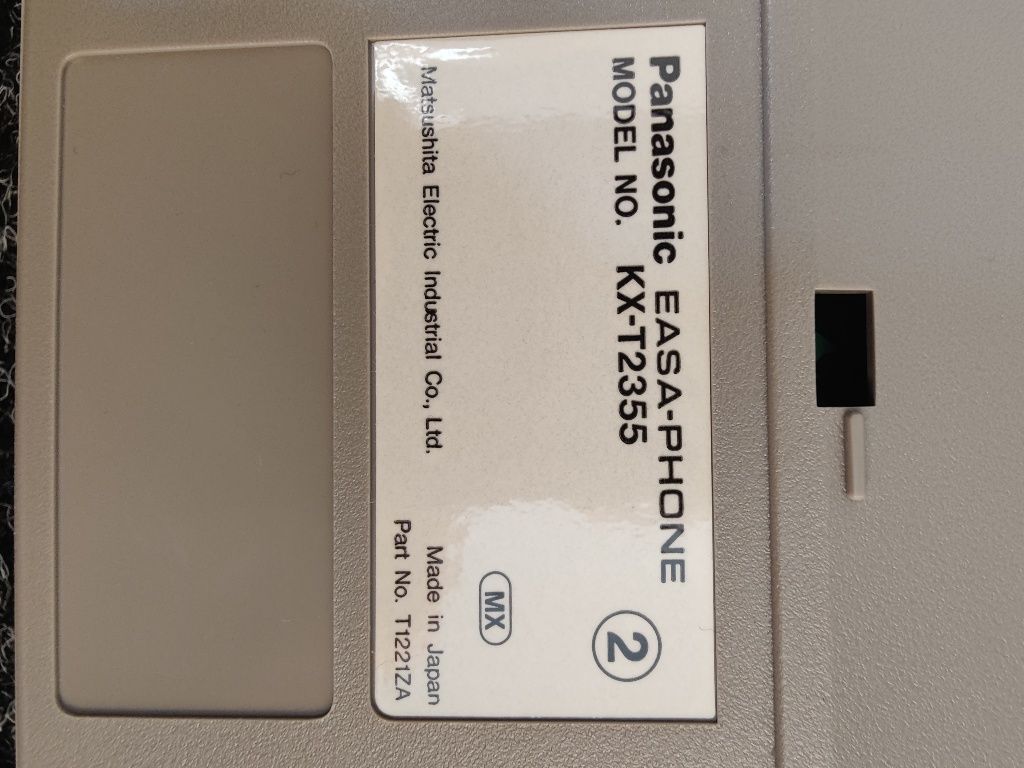 Panasonic EASA-PHONE
MODEL NO. KX-T2355
2
MX
Matsushita Electric Industrial Co., Ltd.
Made in Japan
Part No. T1221ZA